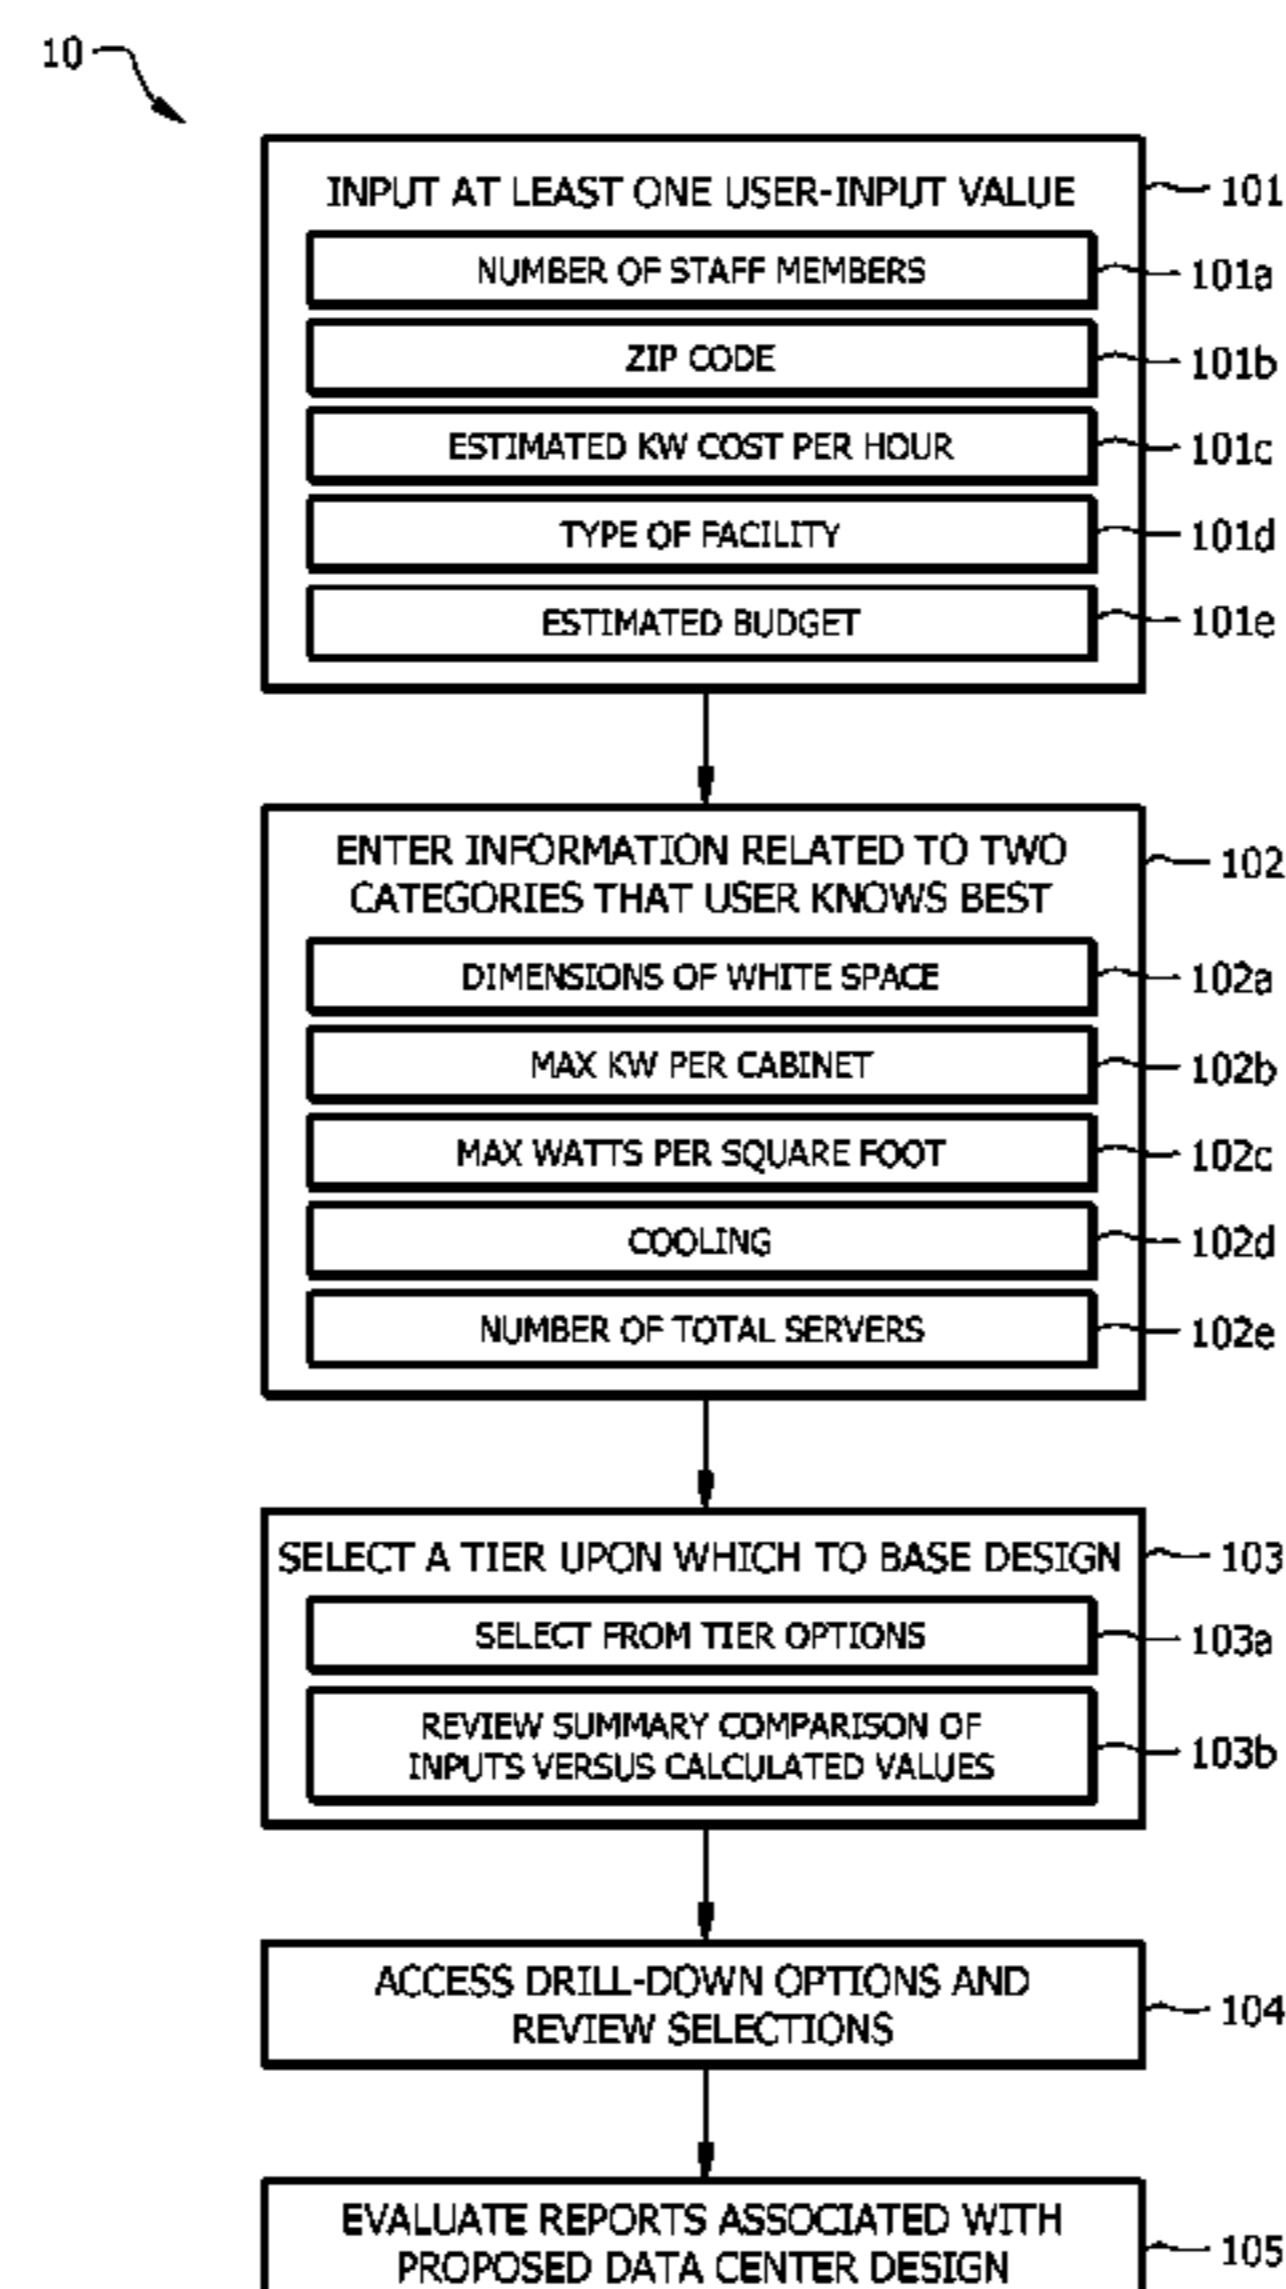 10
INPUT AT LEAST ONE USER-INPUT VALUE
101
NUMBER OF STAFF MEMBERS
101a
ZIP CODE
101b
ESTIMATED KW COST PER HOUR
101c
TYPE OF FACILITY
101d
ESTIMATED BUDGET
101e
ENTER INFORMATION RELATED TO TWO
CATEGORIES THAT USER KNOWS BEST
102
DIMENSIONS OF WHITE SPACE
102a
MAX KW PER CABINET
102b
MAX WATTS PER SQUARE FOOT
102c
COOLING
102d
NUMBER OF TOTAL SERVERS
102e
SELECT A TIER UPON WHICH TO BASE DESIGN
103
SELECT FROM TIER OPTIONS
103a
REVIEW SUMMARY COMPARISON OF
INPUTS VERSUS CALCULATED VALUES
103b
ACCESS DRILL-DOWN OPTIONS AND
REVIEW SELECTIONS
104
EVALUATE REPORTS ASSOCIATED WITH
PROPOSED DATA CENTER DESIGN
105